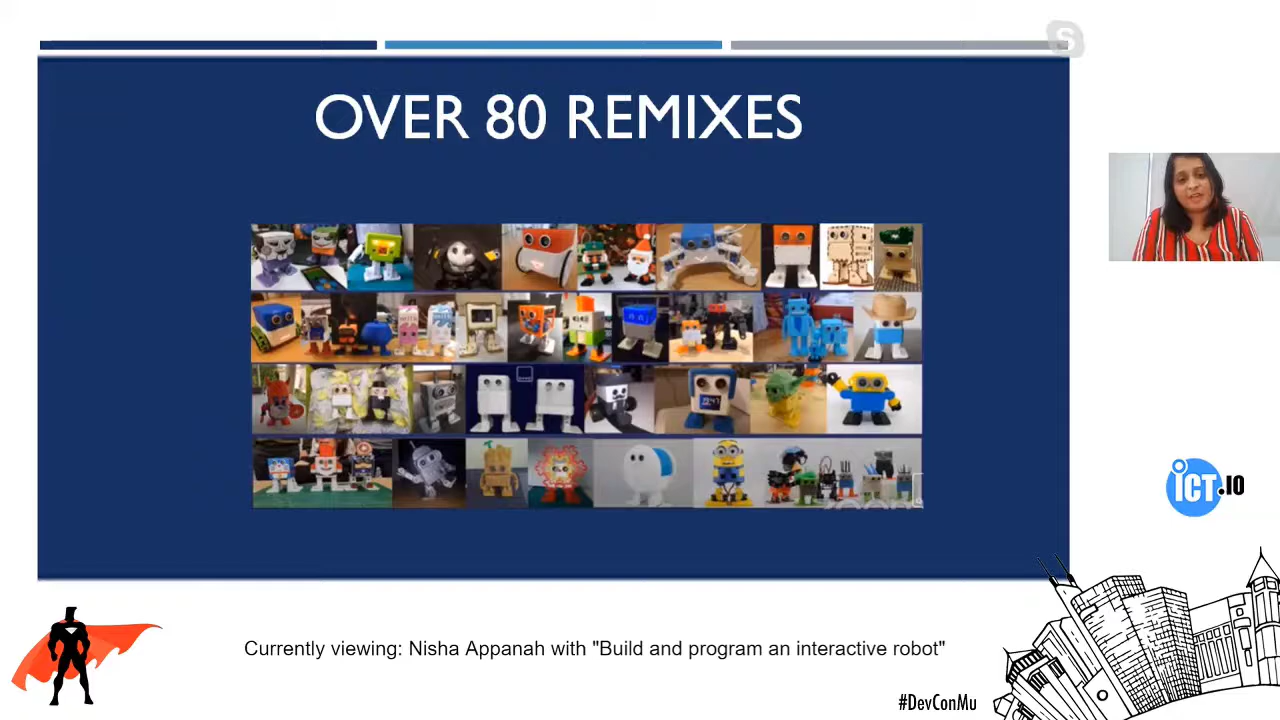 OVER 80 REMIXES
S
iCT.IO
Currently viewing: Nisha Appanah with "Build and program an interactive robot"
#DevConMu